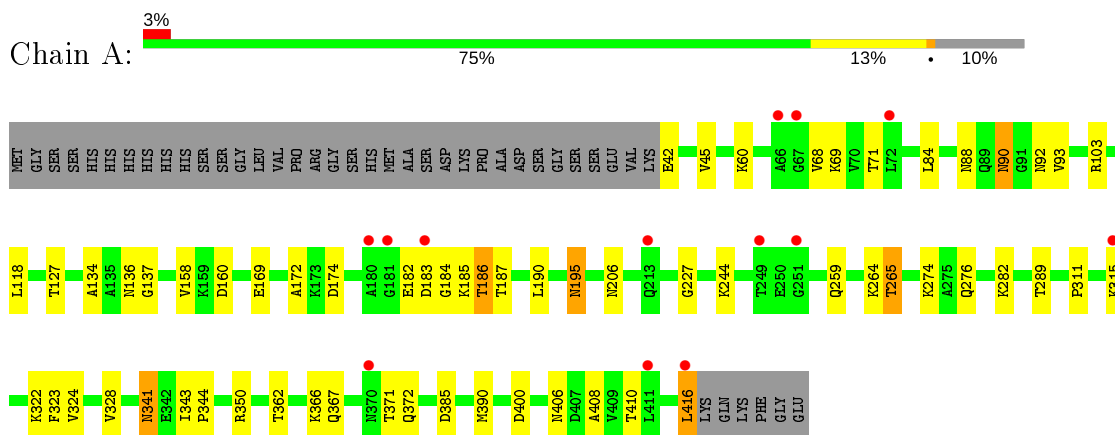 3%
Chain A:
75% 13% • 10%
MET GLY SER SER HIS HIS HIS HIS HIS HIS SER SER GLY LEU VAL PRO ARG GLY SER HIS MET ALA SER ASP LYS PRO ALA ASP SER GLY SER SER GLU VAL LYS E42 V45 K60 A66 G67 V68 K69 V70 T71 L72 L84 N88 Q89 N90 G91 N92 V93 R103
L118 T127 A134 A135 N136 G137 V158 K159 D160 E169 A172 K173 D174 A180 G181 E182 D183 G184 K185 T186 T187 L190 N195 N206 Q213 G227 K244 T249 E250 G251 Q259 K264 T265 K274 A275 Q276 K282 T289 P311 K315
K322 F323 V324 V328 N341 E342 I343 P344 R350 T362 K366 Q367 N370 T371 Q372 D385 M390 D400 N406 D407 A408 V409 T410 L411 L416 LYS GLN LYS PHE GLY GLU